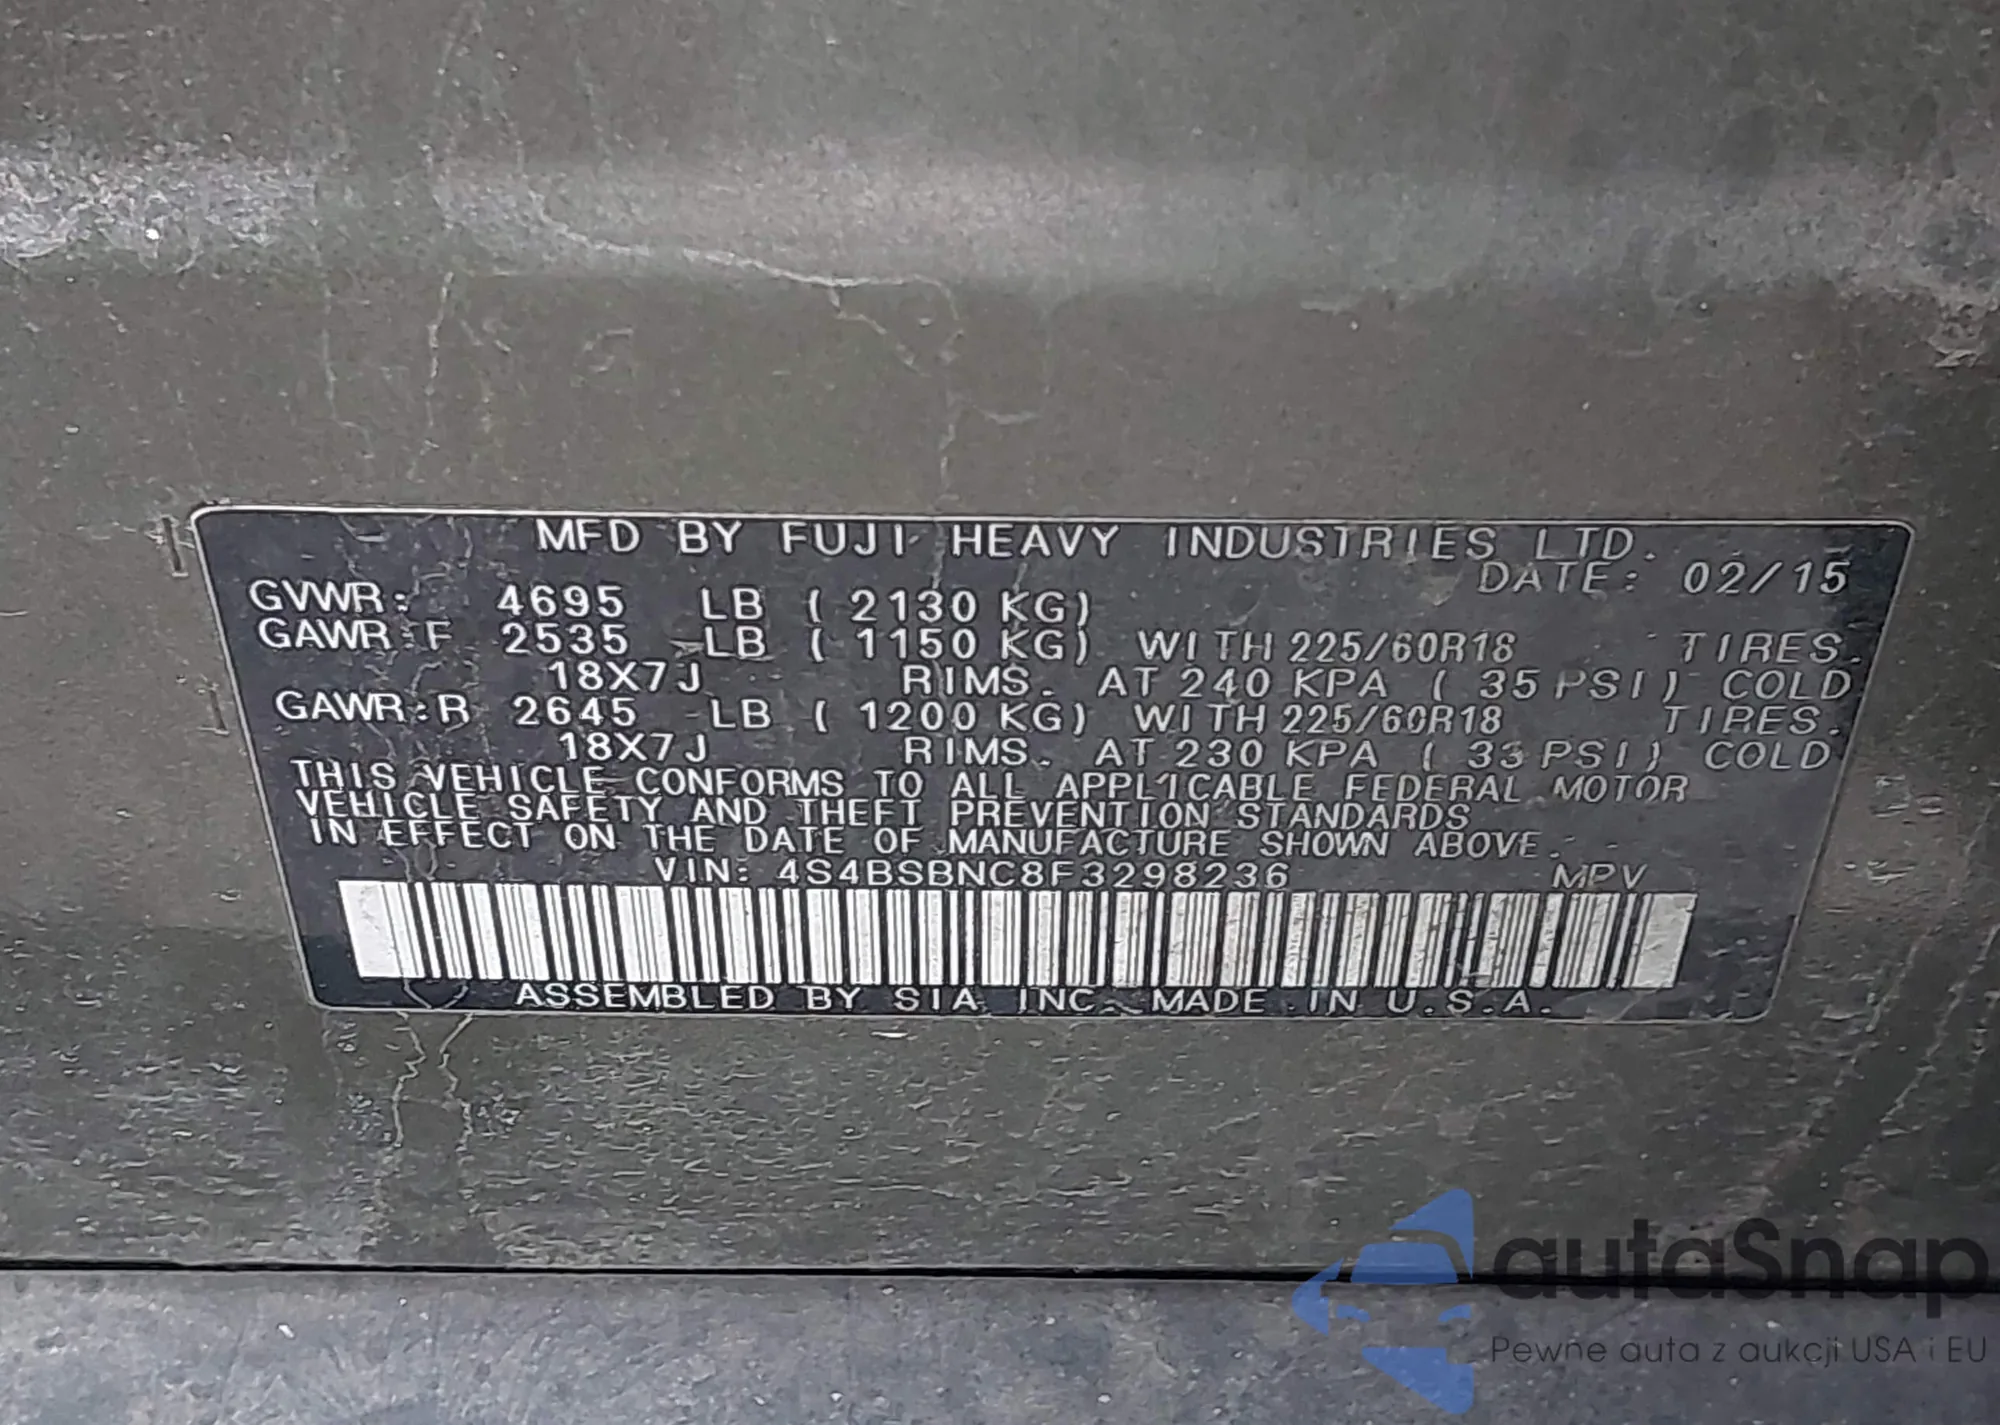 MFD BY FUJI HEAVY INDUSTRIES LTD.
DATE: 02/15
GVWR: 4695 LB ( 2130 KG)
GAWR:F 2535 LB ( 1150 KG) WITH 225/60R18 TIRES.
18X7J RIMS. AT 240 KPA ( 35 PSI) COLD
GAWR:R 2645 LB ( 1200 KG) WITH 225/60R18 TIRES.
18X7J RIMS. AT 230 KPA ( 33 PSI) COLD
THIS VEHICLE CONFORMS TO ALL APPLICABLE FEDERAL MOTOR
VEHICLE SAFETY AND THEFT PREVENTION STANDARDS
IN EFFECT ON THE DATE OF MANUFACTURE SHOWN ABOVE.
VIN: 4S4BSBNC8F3298236 MPV
ASSEMBLED BY SIA INC. MADE IN U.S.A.
autaSnap
Pewne auta z aukcji USA i EU